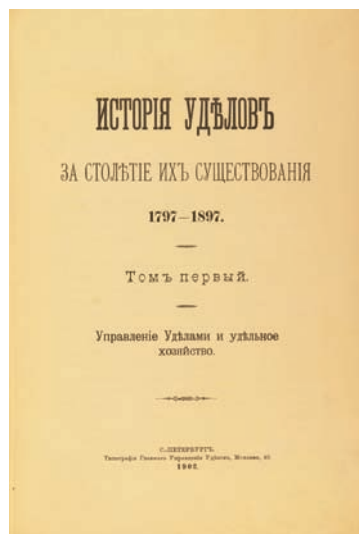 ИСТОРІЯ УДѢЛОВЪ
ЗА СТОЛѢТІЕ ИХЪ СУЩЕСТВОВАНІЯ
1797—1897.
Томъ первый.
Управленіе Удѣлами и удѣльное
хозяйство.
С.-ПЕТЕРБУРГЪ.
Типографія Главнаго Управленія Удѣловъ, Моховая, 40.
1902.